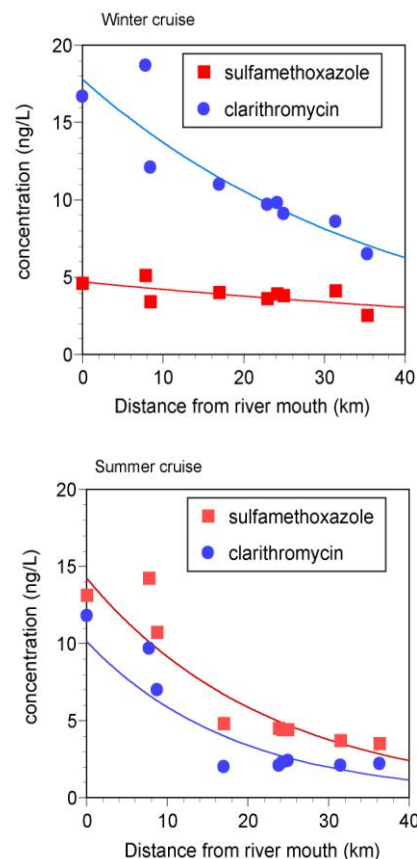 Winter cruise
20
15
10
5
0
concentration (ng/L)
sulfamethoxazole
clarithromycin
0 10 20 30 40
Distance from river mouth (km)
Summer cruise
20
15
10
5
0
concentration (ng/L)
sulfamethoxazole
clarithromycin
0 10 20 30 40
Distance from river mouth (km)